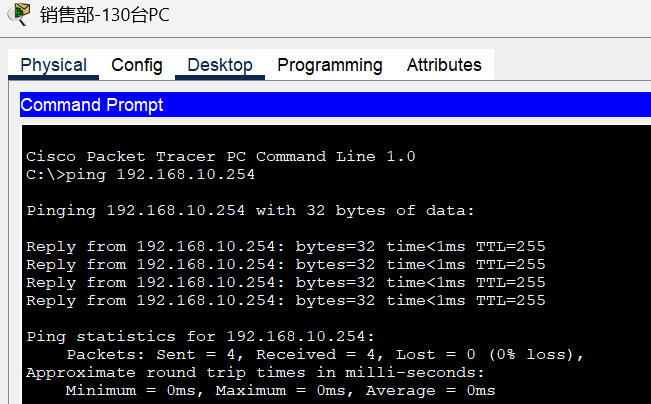 销售部-130台PC
Physical Config Desktop Programming Attributes
Command Prompt
Cisco Packet Tracer PC Command Line 1.0
C:\>ping 192.168.10.254
Pinging 192.168.10.254 with 32 bytes of data:
Reply from 192.168.10.254: bytes=32 time<1ms TTL=255
Reply from 192.168.10.254: bytes=32 time<1ms TTL=255
Reply from 192.168.10.254: bytes=32 time<1ms TTL=255
Reply from 192.168.10.254: bytes=32 time<1ms TTL=255
Ping statistics for 192.168.10.254:
    Packets: Sent = 4, Received = 4, Lost = 0 (0% loss),
Approximate round trip times in milli-seconds:
    Minimum = 0ms, Maximum = 0ms, Average = 0ms